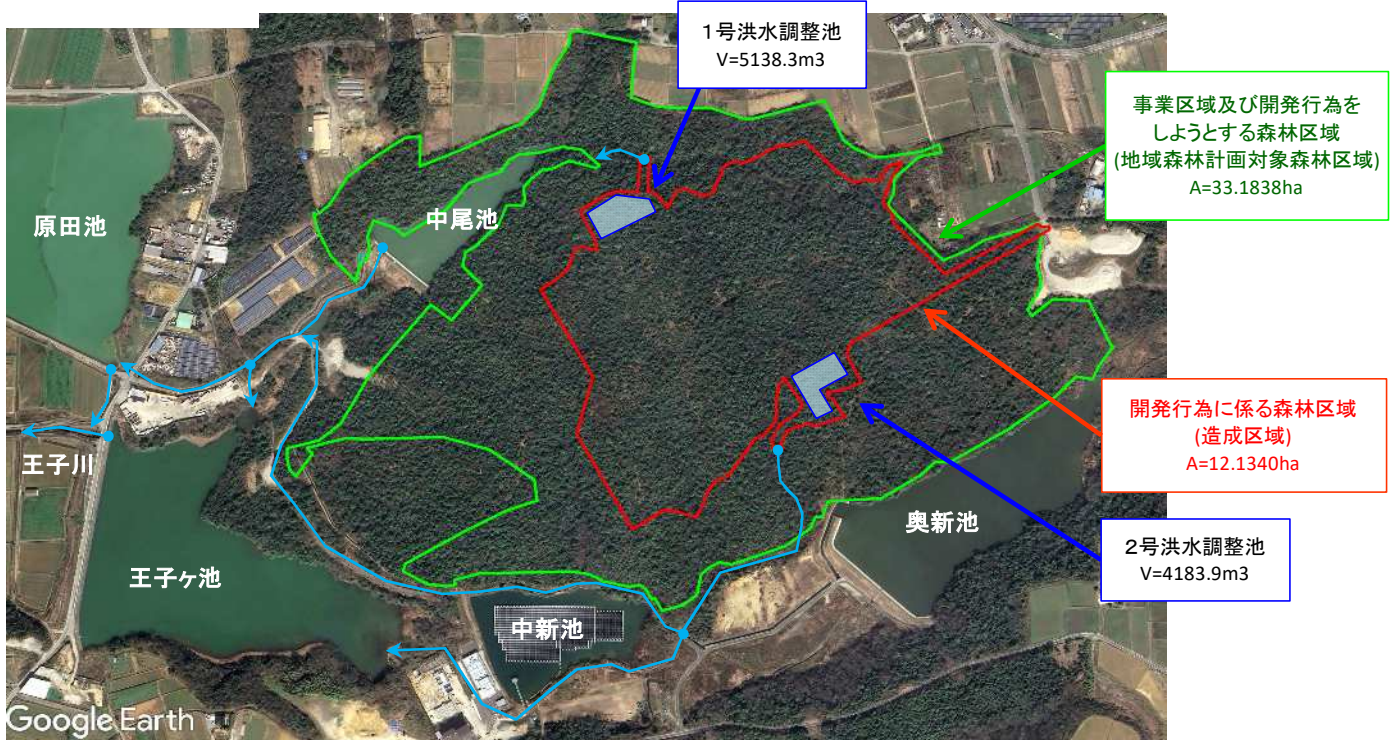 1号洪水調整池
V=5138.3m3
事業区域及び開発行為を
しようとする森林区域
(地域森林計画対象森林区域)
A=33.1838ha
原田池
中尾池
開発行為に係る森林区域
(造成区域)
A=12.1340ha
王子川
奥新池
2号洪水調整池
V=4183.9m3
王子ヶ池
中新池
Google Earth